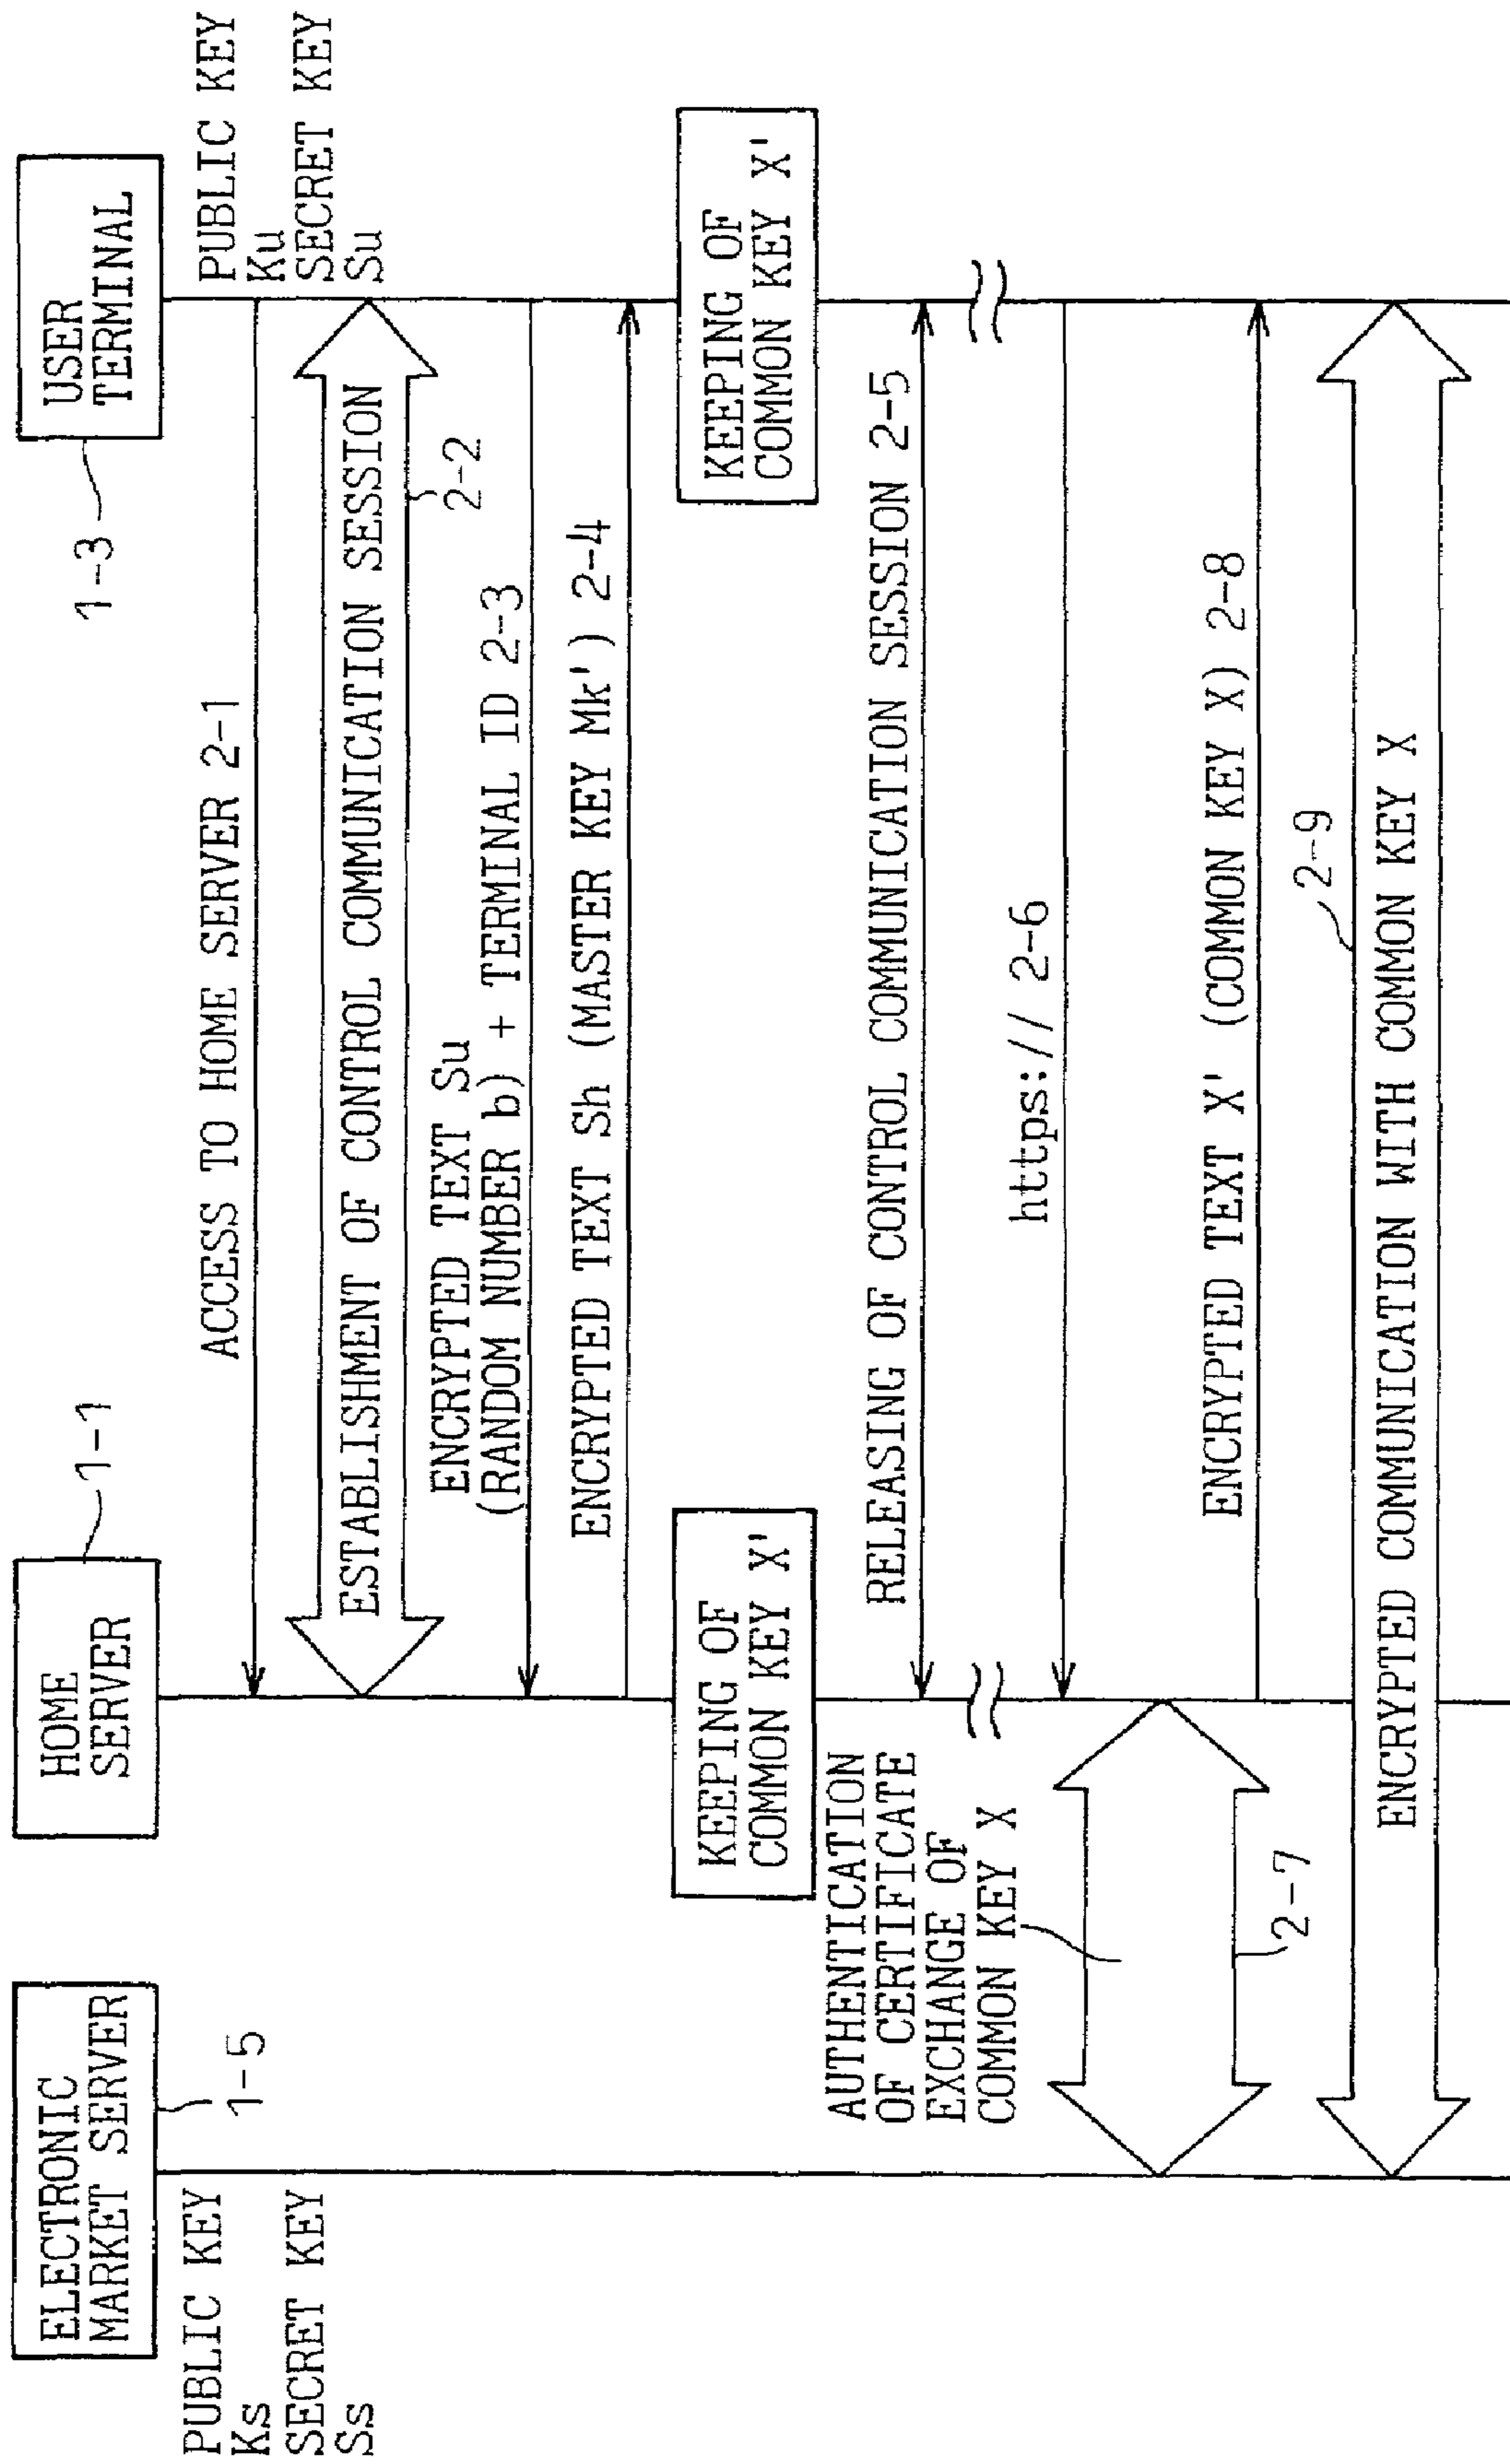 ELECTRONIC
MARKET SERVER
1-5
PUBLIC KEY
Ks
SECRET KEY
Ss
HOME
SERVER
1-1
USER
TERMINAL
1-3
PUBLIC KEY
Ku
SECRET KEY
Su
ACCESS TO HOME SERVER 2-1
ESTABLISHMENT OF CONTROL COMMUNICATION SESSION
2-2
ENCRYPTED TEXT Su
(RANDOM NUMBER b) + TERMINAL ID 2-3
ENCRYPTED TEXT Sh (MASTER KEY Mk') 2-4
KEEPING OF
COMMON KEY X'
KEEPING OF
COMMON KEY X'
RELEASING OF CONTROL COMMUNICATION SESSION 2-5
https:// 2-6
AUTHENTICATION
OF CERTIFICATE
EXCHANGE OF
COMMON KEY X
2-7
ENCRYPTED TEXT X' (COMMON KEY X) 2-8
2-9
ENCRYPTED COMMUNICATION WITH COMMON KEY X